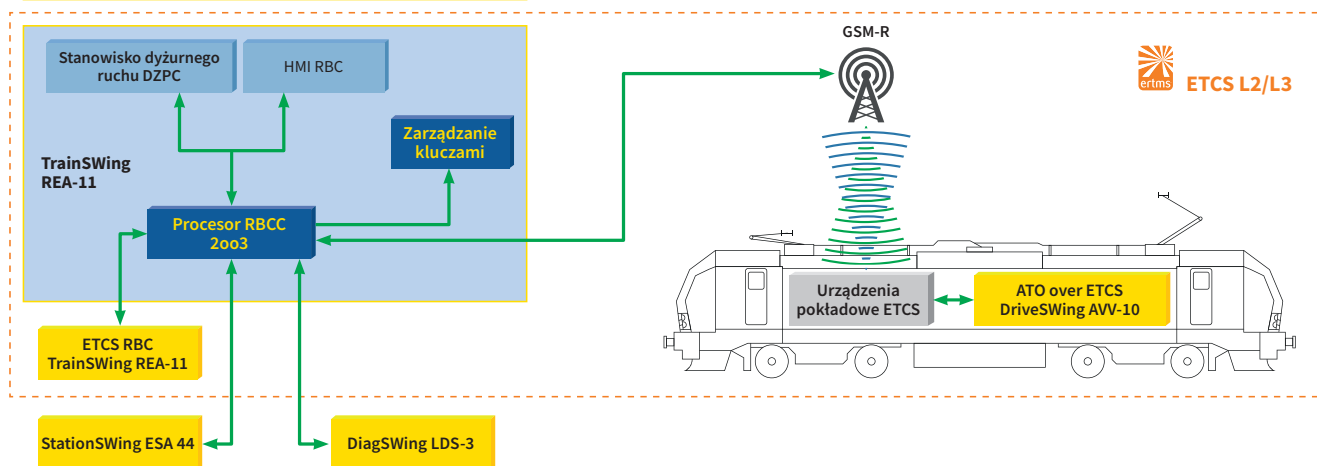 Stanowisko dyżurnego
ruchu DZPC
HMI RBC
GSM-R
ertms
ETCS L2/L3
Zarządzanie
kluczami
TrainSWing
REA-11
Procesor RBCC
2oo3
Urządzenia
pokładowe ETCS
ATO over ETCS
DriveSWing AVV-10
ETCS RBC
TrainSWing REA-11
StationSWing ESA 44
DiagSWing LDS-3